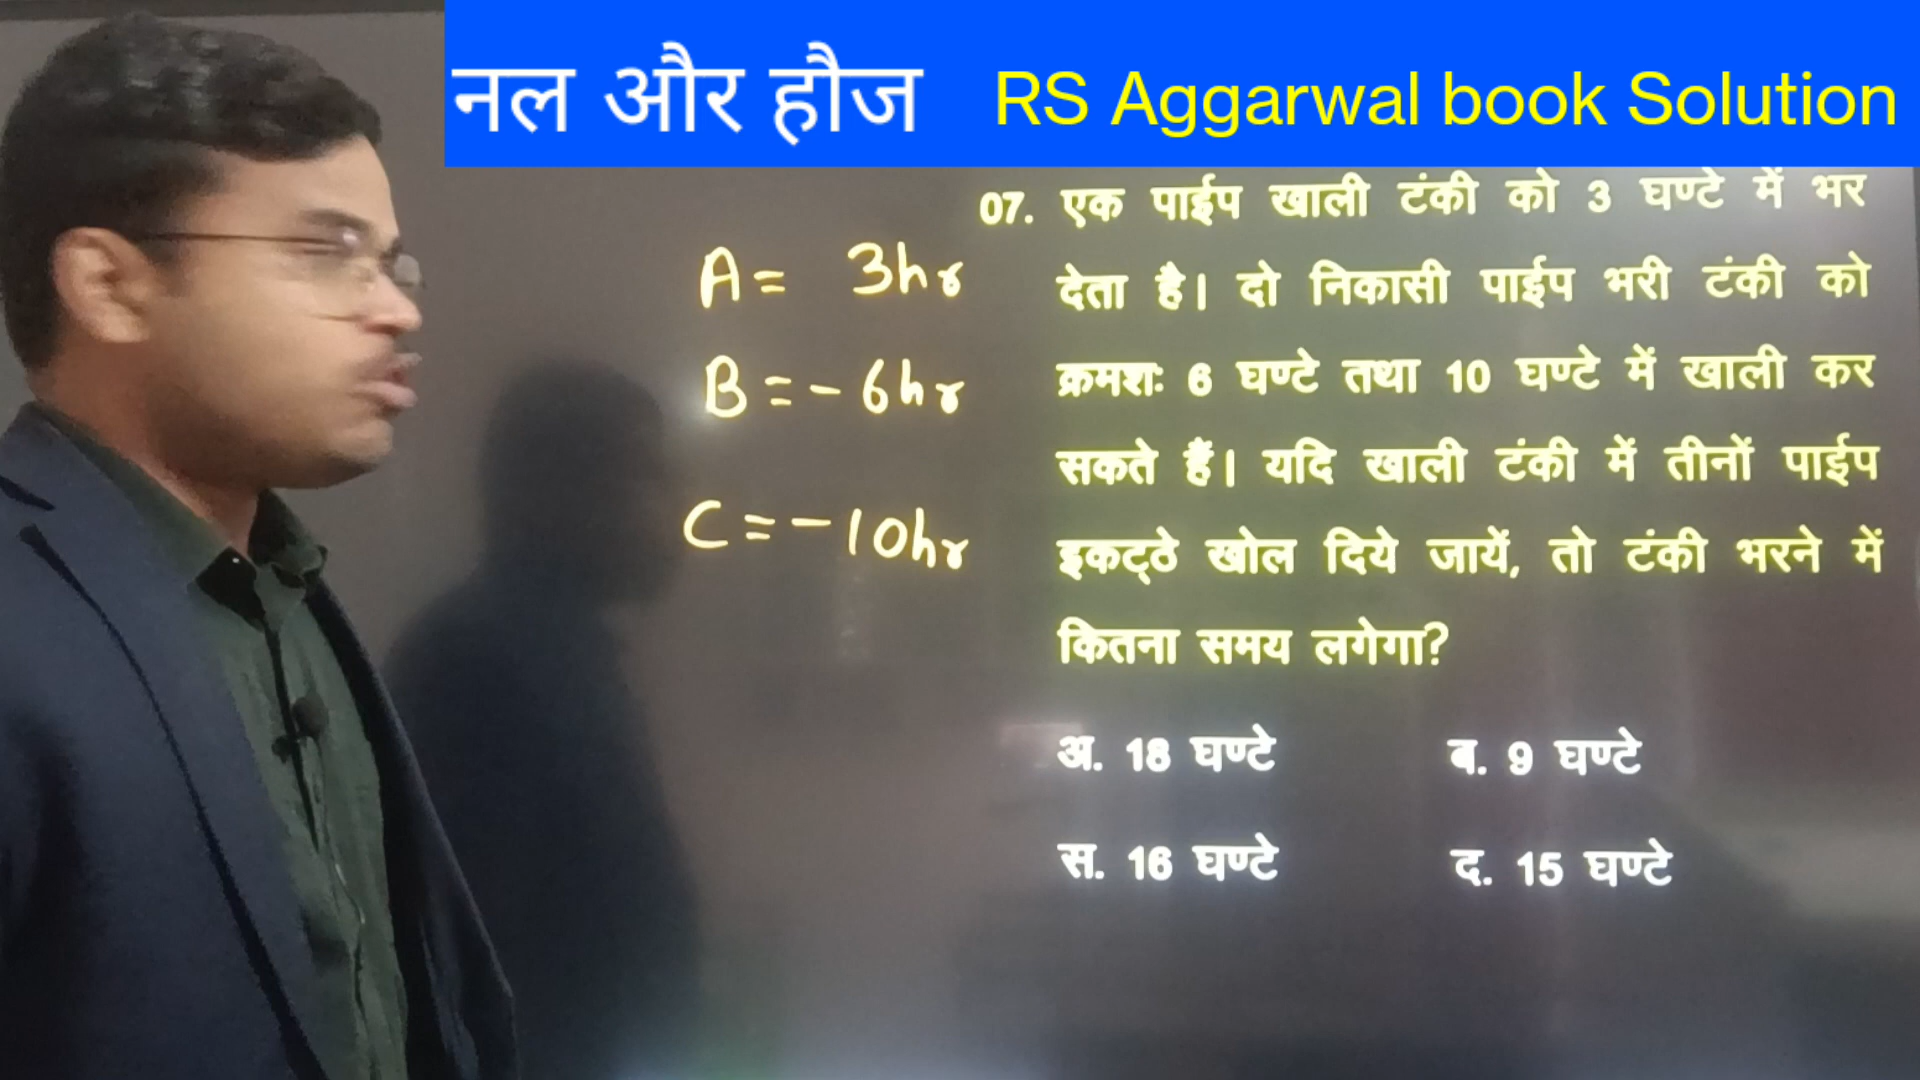 नल और हौज RS Aggarwal book Solution
07. एक पाईप खाली टंकी को 3 घण्टे में भर
देता है। दो निकासी पाईप भरी टंकी को
क्रमशः 6 घण्टे तथा 10 घण्टे में खाली कर
सकते हैं। यदि खाली टंकी में तीनों पाईप
इकट्ठे खोल दिये जायें, तो टंकी भरने में
कितना समय लगेगा?
अ. 18 घण्टे ब. 9 घण्टे
स. 16 घण्टे द. 15 घण्टे
A = 3hr
B = - 6hr
C = - 10hr